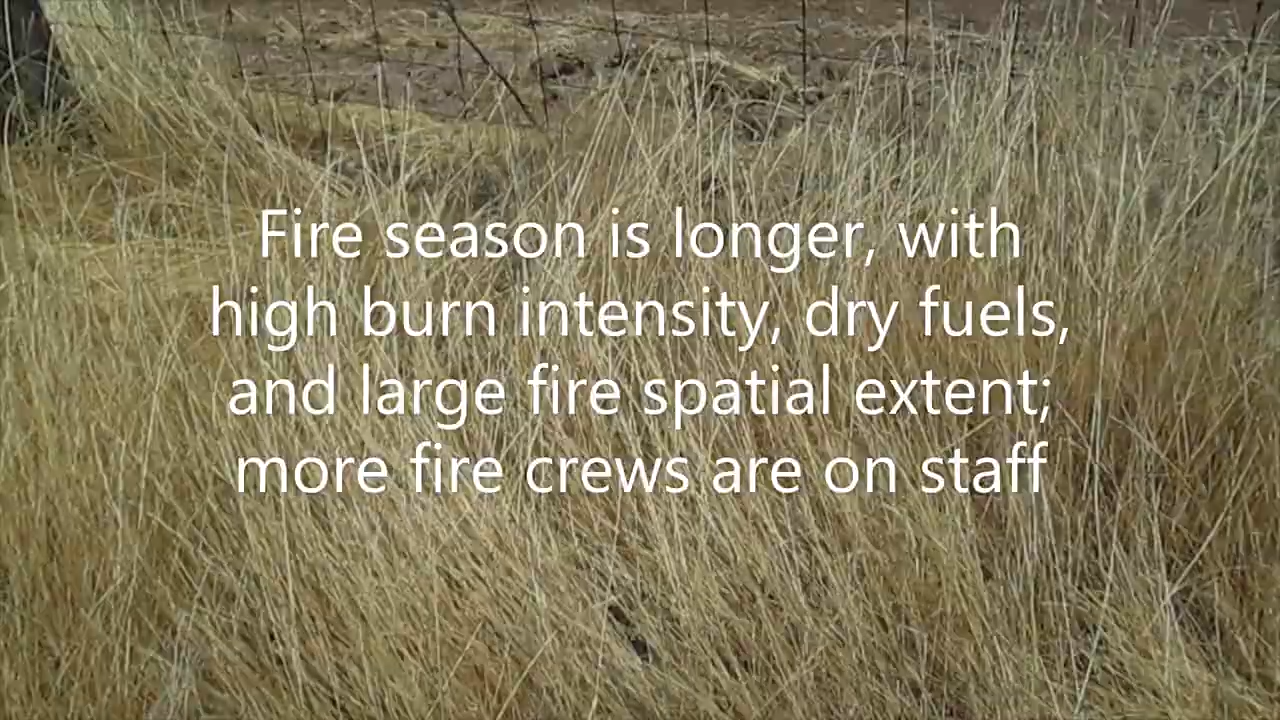 Fire season is longer, with
high burn intensity, dry fuels,
and large fire spatial extent;
more fire crews are on staff